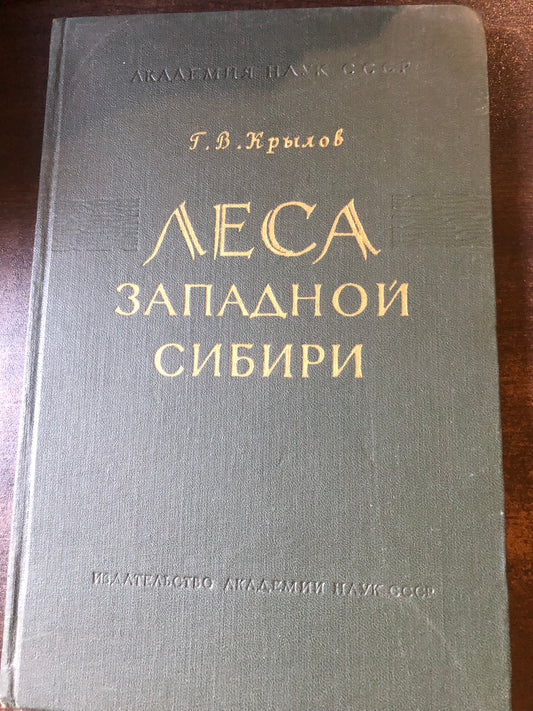 АКАДЕМИЯ НАУК СССР
Г.В.Крылов
ЛЕСА
ЗАПАДНОЙ
СИБИРИ
ИЗДАТЕЛЬСТВО АКАДЕМИИ НАУК СССР